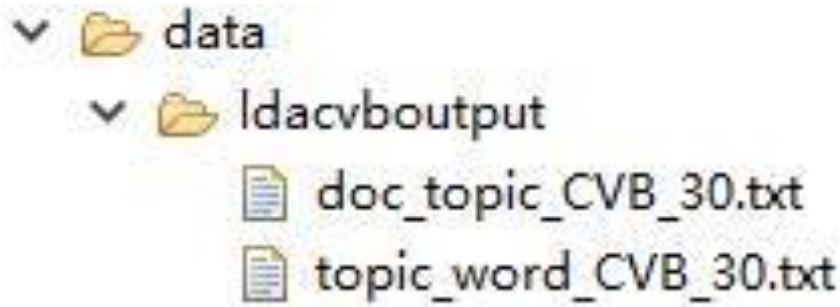 data
ldacvboutput
doc_topic_CVB_30.txt
topic_word_CVB_30.txt